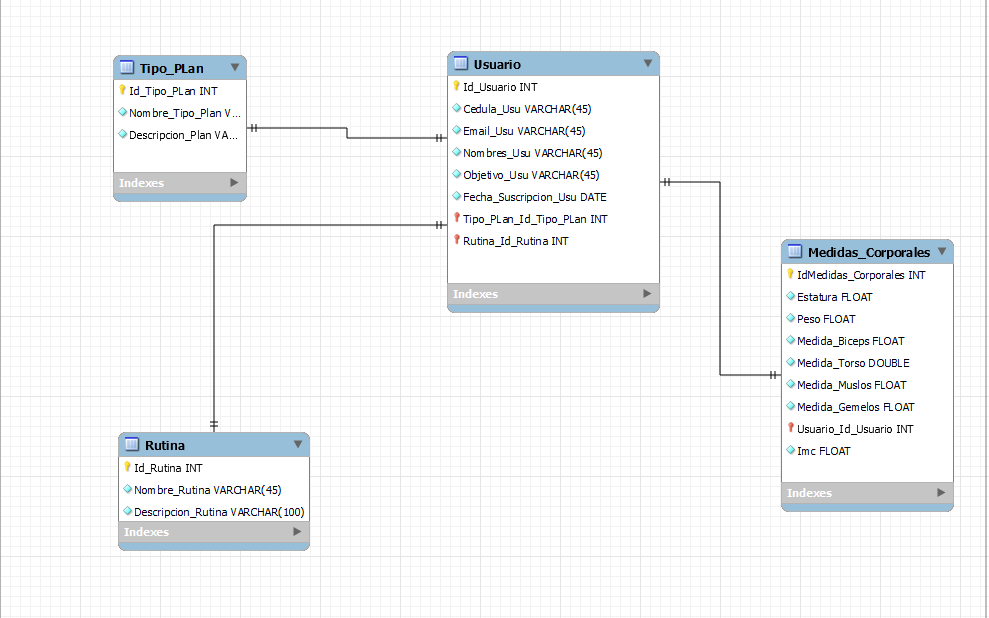 Tipo_PLan
Id_Tipo_PLan INT
Nombre_Tipo_Plan V...
Descripcion_Plan VA...
Indexes
Usuario
Id_Usuario INT
Cedula_Usu VARCHAR(45)
Email_Usu VARCHAR(45)
Nombres_Usu VARCHAR(45)
Objetivo_Usu VARCHAR(45)
Fecha_Suscripcion_Usu DATE
Tipo_PLan_Id_Tipo_PLan INT
Rutina_Id_Rutina INT
Indexes
Medidas_Corporales
IdMedidas_Corporales INT
Estatura FLOAT
Peso FLOAT
Medida_Biceps FLOAT
Medida_Torso DOUBLE
Medida_Muslos FLOAT
Medida_Gemelos FLOAT
Usuario_Id_Usuario INT
Imc FLOAT
Indexes
Rutina
Id_Rutina INT
Nombre_Rutina VARCHAR(45)
Descripcion_Rutina VARCHAR(100)
Indexes